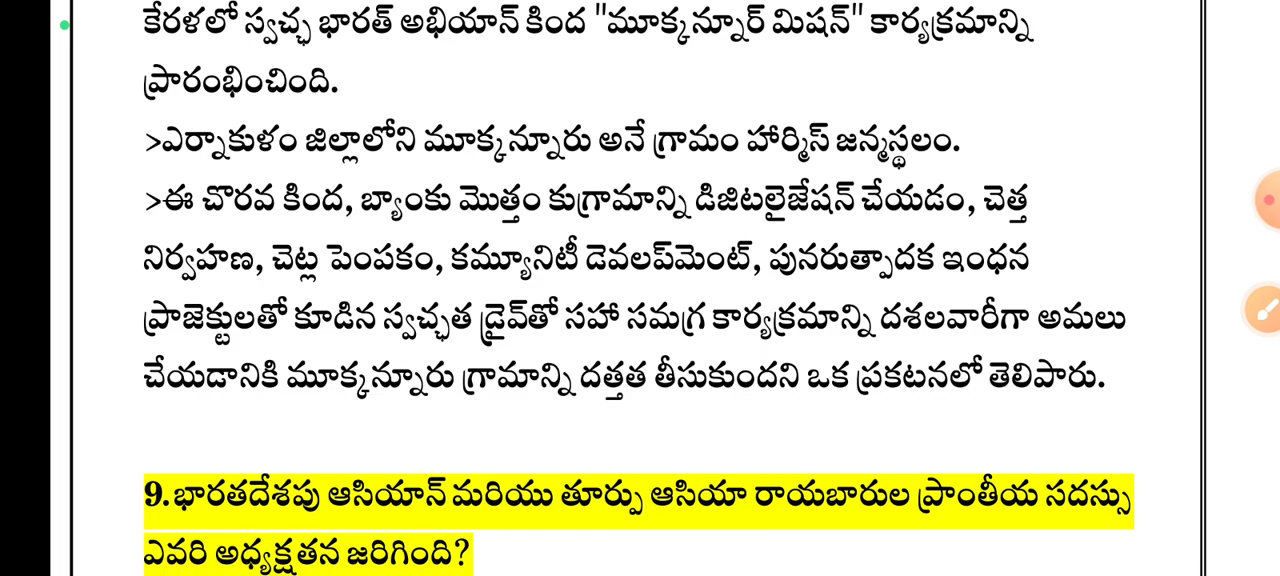 కేరళలో స్వచ్ఛ భారత్ అభియాన్ కింద "మూక్కన్నూర్ మిషన్" కార్యక్రమాన్ని
ప్రారంభించింది.
>ఎర్నాకుళం జిల్లాలోని మూక్కన్నూరు అనే గ్రామం హార్మిస్ జన్మస్థలం.
>ఈ చొరవ కింద, బ్యాంకు మొత్తం కుగ్రామాన్ని డిజిటలైజేషన్ చేయడం, చెత్త
నిర్వహణ, చెట్ల పెంపకం, కమ్యూనిటీ డెవలప్‌మెంట్, పునరుత్పాదక ఇంధన
ప్రాజెక్టులతో కూడిన స్వచ్ఛత డ్రైవ్‌తో సహా సమగ్ర కార్యక్రమాన్ని దశలవారీగా అమలు
చేయడానికి మూక్కన్నూరు గ్రామాన్ని దత్తత తీసుకుందని ఒక ప్రకటనలో తెలిపారు.
9.భారతదేశపు ఆసియాన్ మరియు తూర్పు ఆసియా రాయబారుల ప్రాంతీయ సదస్సు
ఎవరి అధ్యక్షతన జరిగింది?